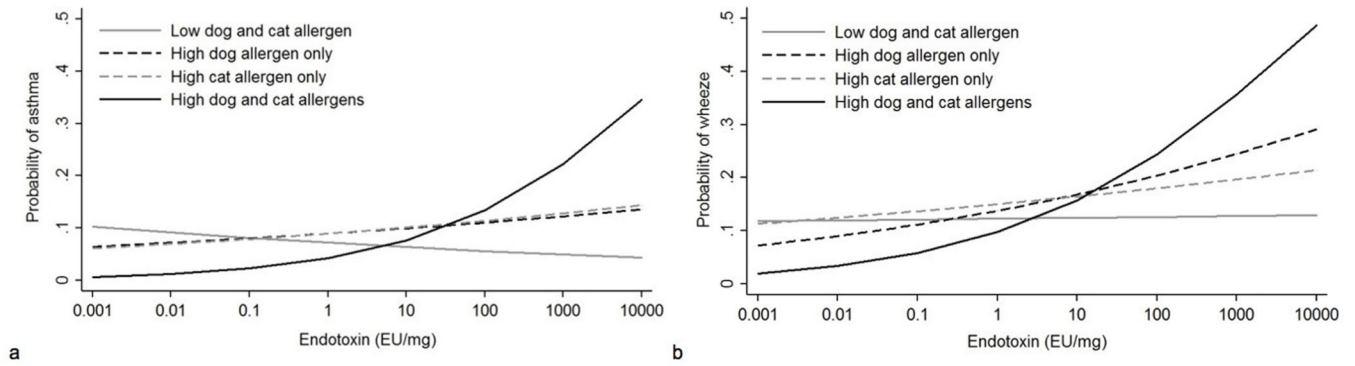 Probability of asthma
.5
.4
.3
.2
.1
0
Low dog and cat allergen
High dog allergen only
High cat allergen only
High dog and cat allergens
0.001 0.01 0.1 1 10 100 1000 10000
Endotoxin (EU/mg)
a
Probability of wheeze
.5
.4
.3
.2
.1
0
Low dog and cat allergen
High dog allergen only
High cat allergen only
High dog and cat allergens
0.001 0.01 0.1 1 10 100 1000 10000
Endotoxin (EU/mg)
b